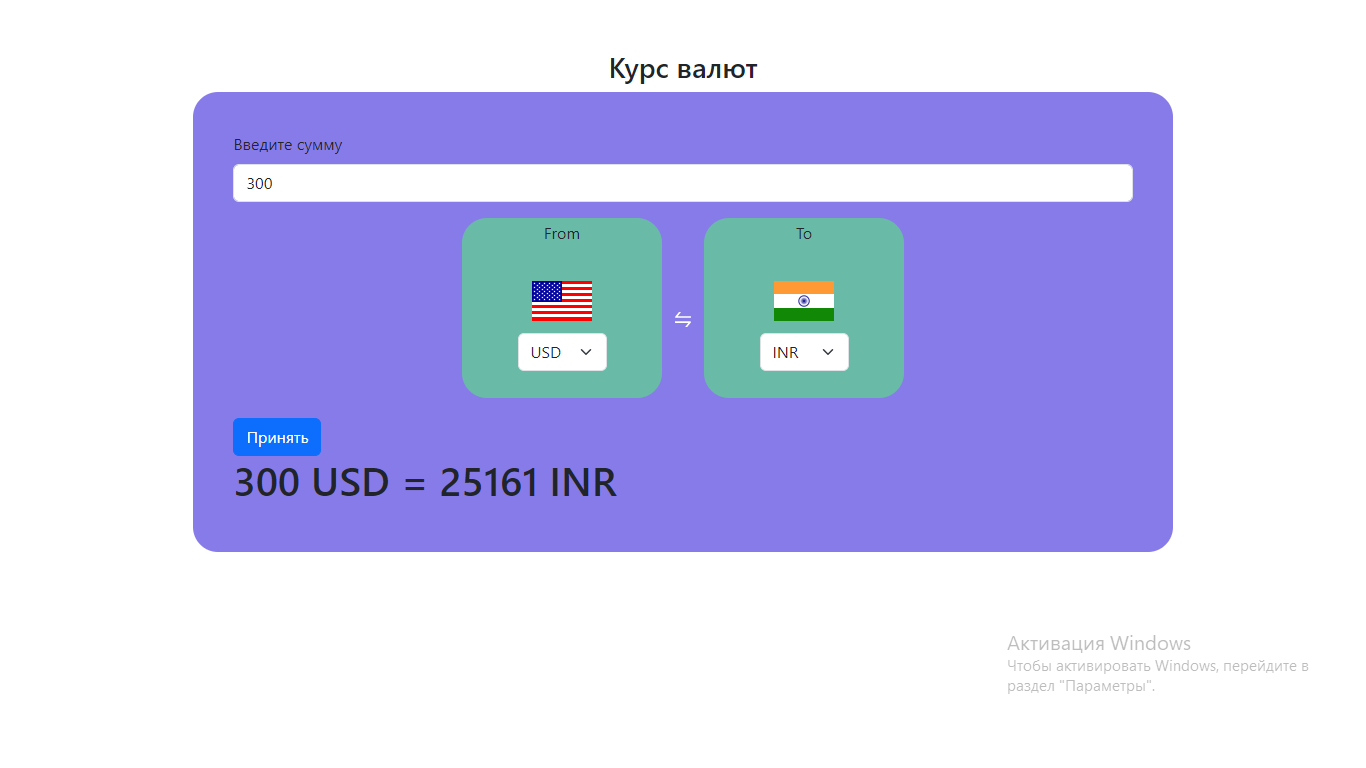 Курс валют
Введите сумму
300
From
To
⇋
USD
INR
Принять
300 USD = 25161 INR
Активация Windows
Чтобы активировать Windows, перейдите в
раздел "Параметры".